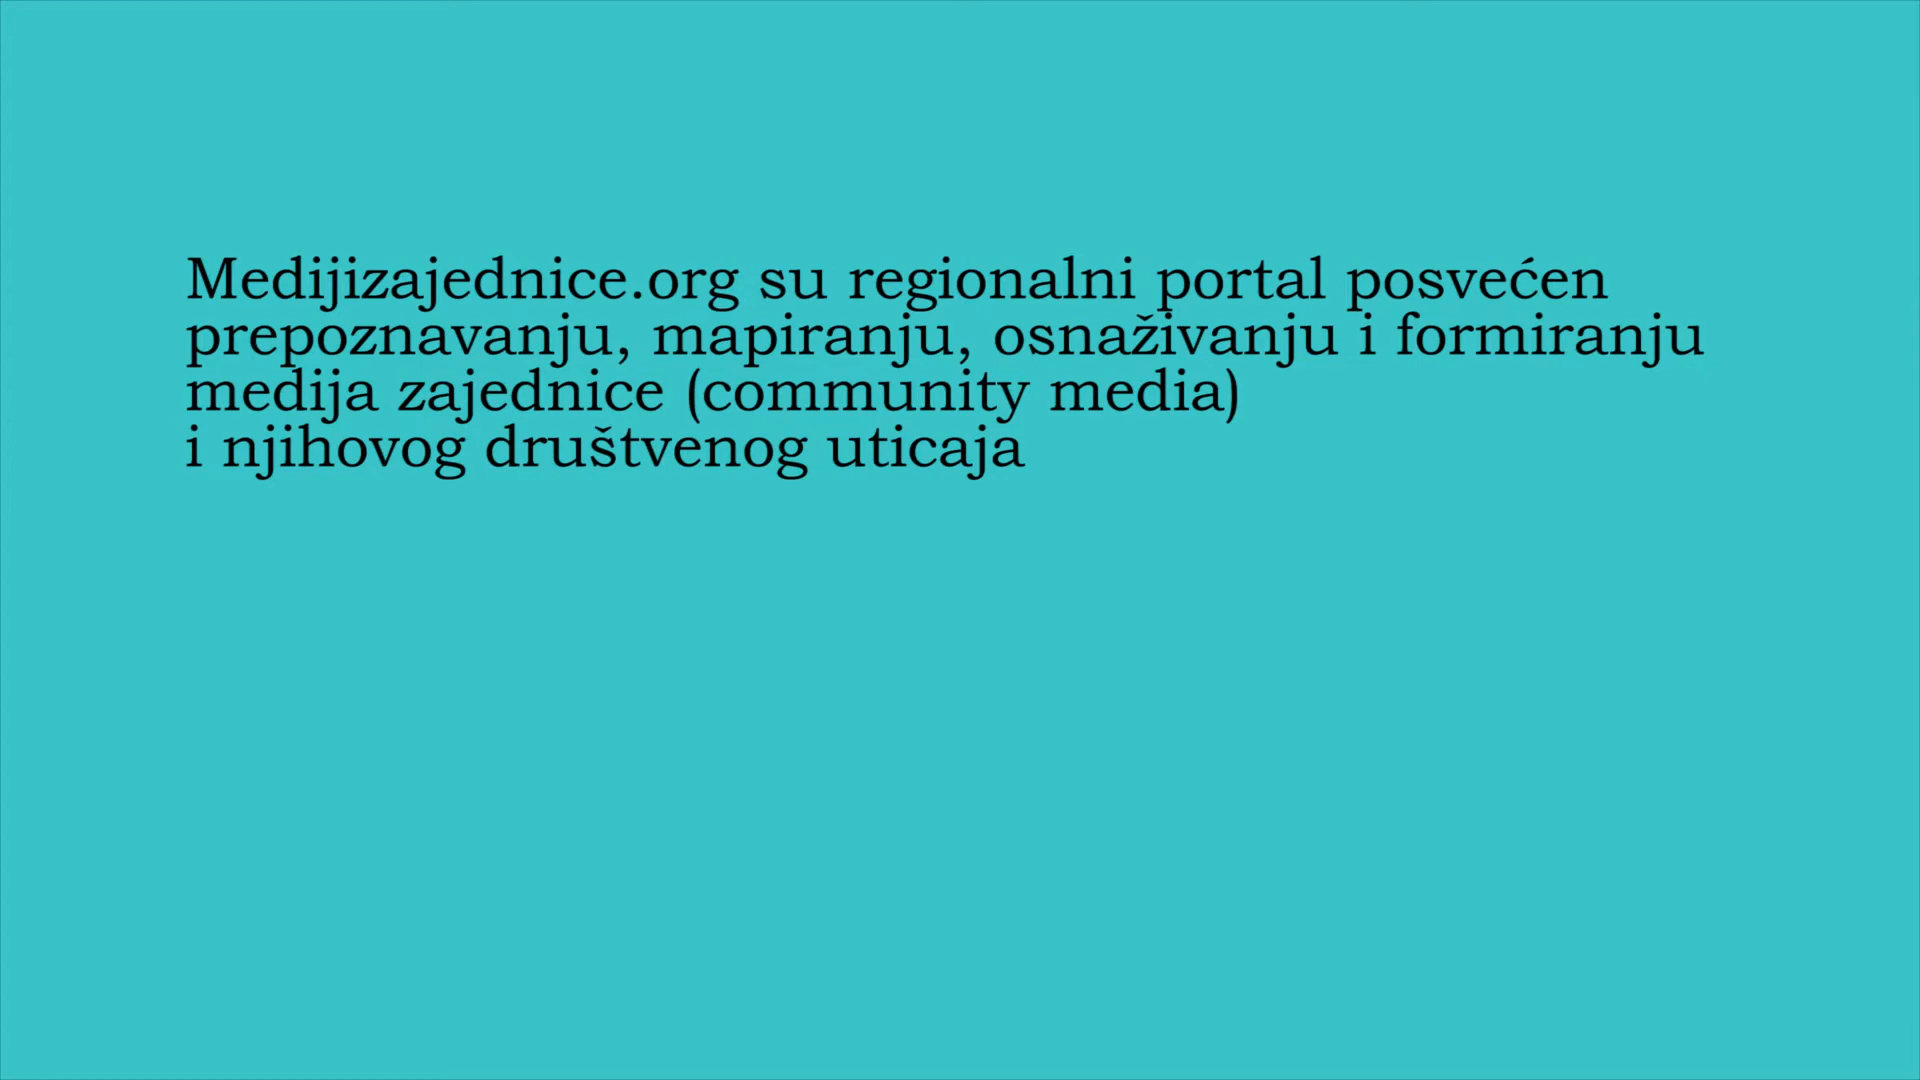 Medijizajednice.org su regionalni portal posvećen
prepoznavanju, mapiranju, osnaživanju i formiranju
medija zajednice (community media)
i njihovog društvenog uticaja